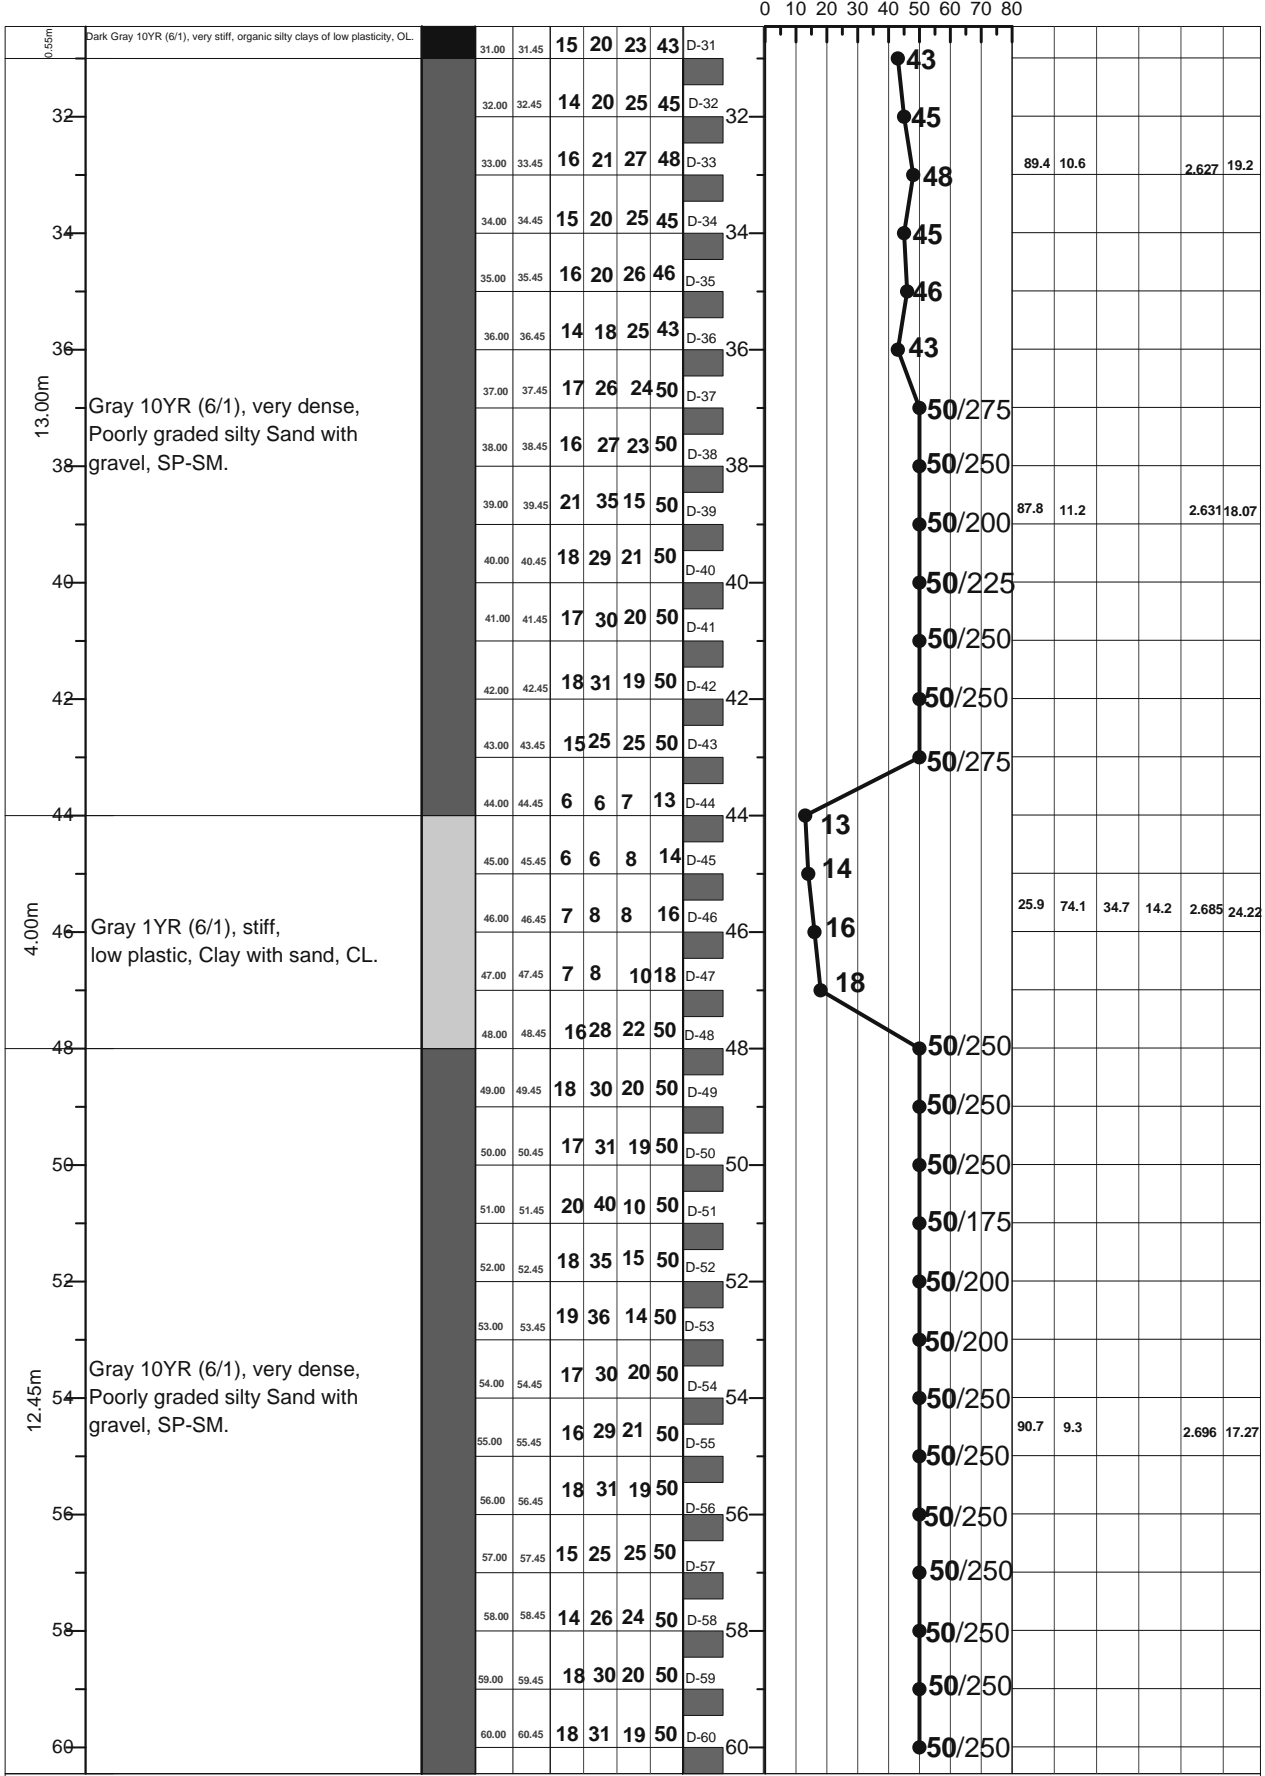 0 10 20 30 40 50 60 70 80
0.55m
Dark Gray 10YR (6/1), very stiff, organic silty clays of low plasticity, OL.
31.00 31.45 15 20 23 43 D-31
43
32.00 32.45 14 20 25 45 D-32
32 32 45
33.00 33.45 16 21 27 48 D-33
89.4 10.6 2.627 19.2
48
34.00 34.45 15 20 25 45 D-34
34 34 45
35.00 35.45 16 20 26 46 D-35
46
36.00 36.45 14 18 25 43 D-36
36 36 43
37.00 37.45 17 26 24 50 D-37
13.00m
Gray 10YR (6/1), very dense,
Poorly graded silty Sand with
gravel, SP-SM.
50/275
38.00 38.45 16 27 23 50 D-38
38 38 50/250
39.00 39.45 21 35 15 50 D-39
87.8 11.2 2.631 18.07
50/200
40.00 40.45 18 29 21 50 D-40
40 40 50/225
41.00 41.45 17 30 20 50 D-41
50/250
42.00 42.45 18 31 19 50 D-42
42 42 50/250
43.00 43.45 15 25 25 50 D-43
50/275
44.00 44.45 6 6 7 13 D-44
44 44 13
45.00 45.45 6 6 8 14 D-45
14
46.00 46.45 7 8 8 16 D-46
25.9 74.1 34.7 14.2 2.685 24.22
4.00m
Gray 1YR (6/1), stiff,
low plastic, Clay with sand, CL.
46 46 16
47.00 47.45 7 8 10 18 D-47
18
48.00 48.45 16 28 22 50 D-48
48 48 50/250
49.00 49.45 18 30 20 50 D-49
50/250
50.00 50.45 17 31 19 50 D-50
50 50 50/250
51.00 51.45 20 40 10 50 D-51
50/175
52.00 52.45 18 35 15 50 D-52
52 52 50/200
53.00 53.45 19 36 14 50 D-53
50/200
12.45m
Gray 10YR (6/1), very dense,
Poorly graded silty Sand with
gravel, SP-SM.
54.00 54.45 17 30 20 50 D-54
54 54 50/250
55.00 55.45 16 29 21 50 D-55
90.7 9.3 2.696 17.27
50/250
56.00 56.45 18 31 19 50 D-56
56 56 50/250
57.00 57.45 15 25 25 50 D-57
50/250
58.00 58.45 14 26 24 50 D-58
58 58 50/250
59.00 59.45 18 30 20 50 D-59
50/250
60.00 60.45 18 31 19 50 D-60
60 60 50/250